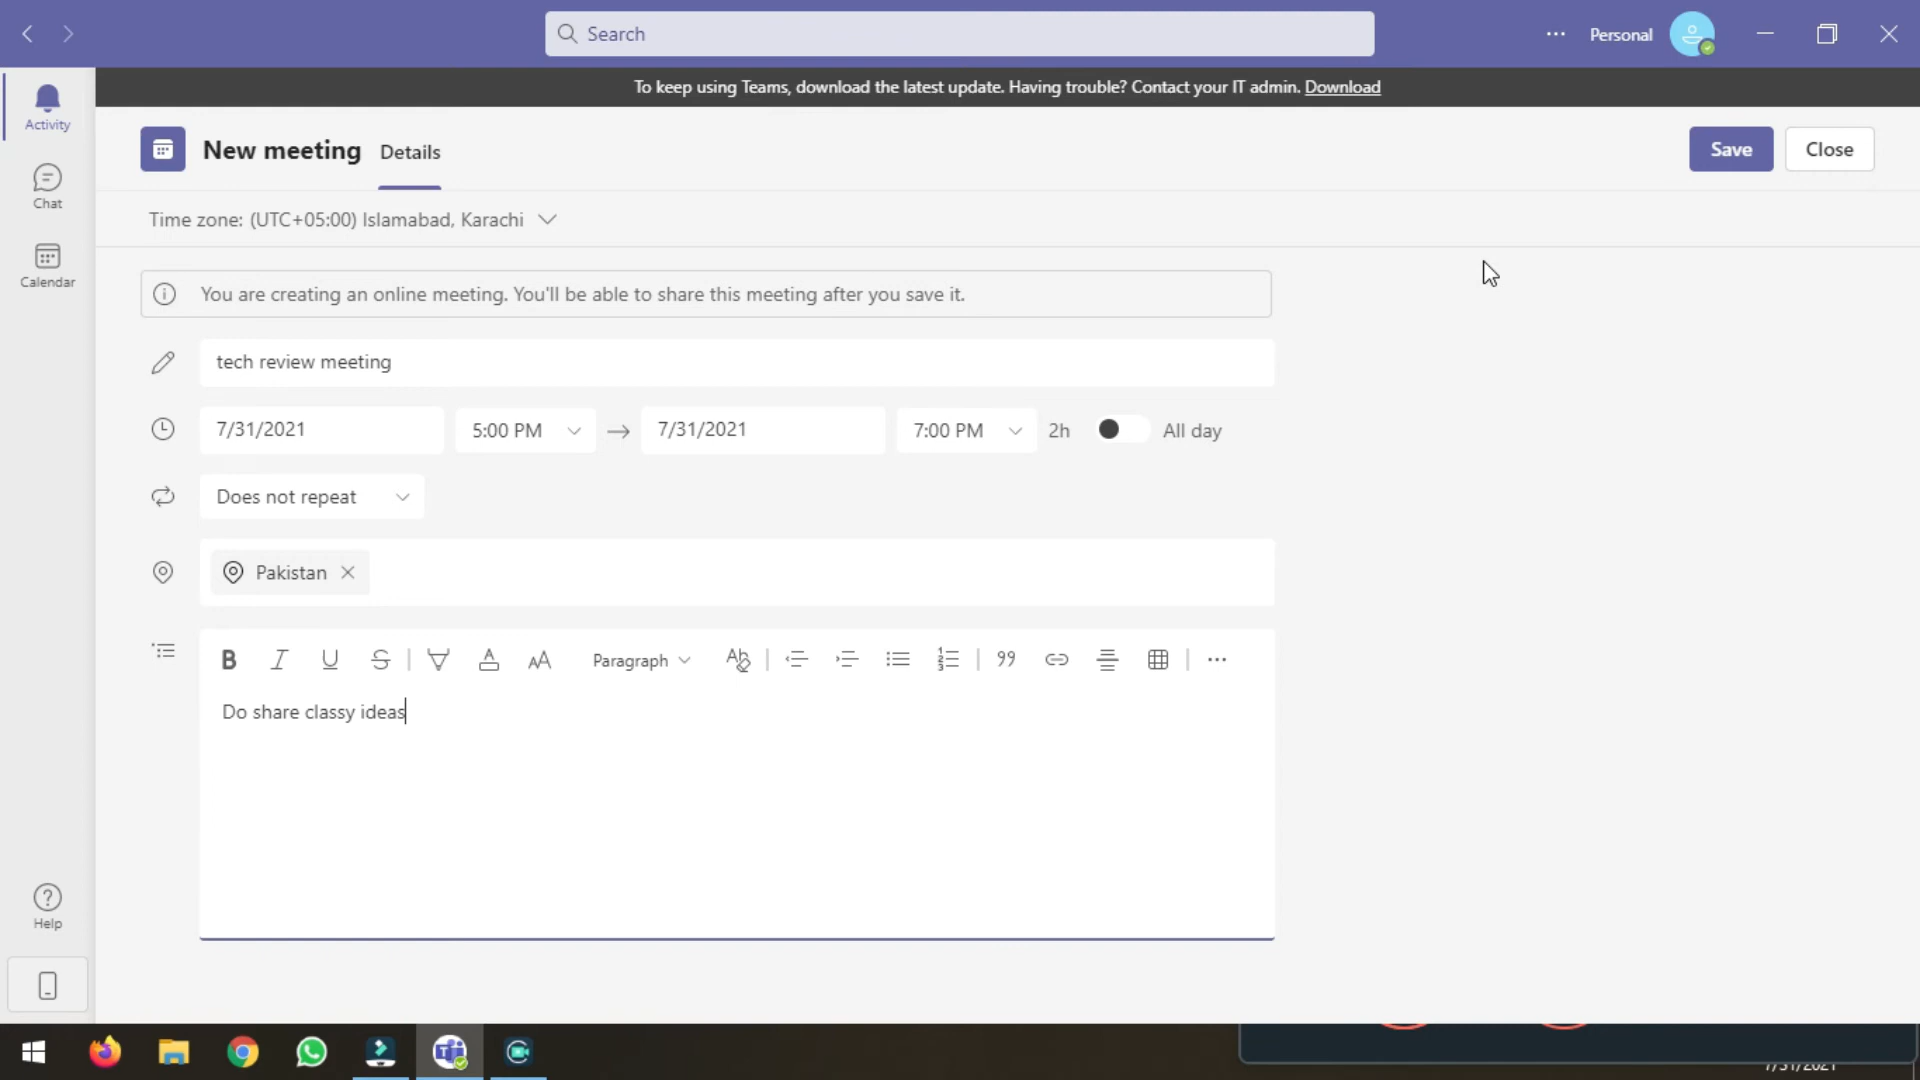 Search
Personal
To keep using Teams, download the latest update. Having trouble? Contact your IT admin. Download
Activity
Chat
Calendar
Help
New meeting
Details
Save
Close
Time zone: (UTC+05:00) Islamabad, Karachi
You are creating an online meeting. You'll be able to share this meeting after you save it.
tech review meeting
7/31/2021 5:00 PM → 7/31/2021 7:00 PM 2h All day
Does not repeat
Pakistan
Paragraph
Do share classy ideas
7/31/2021